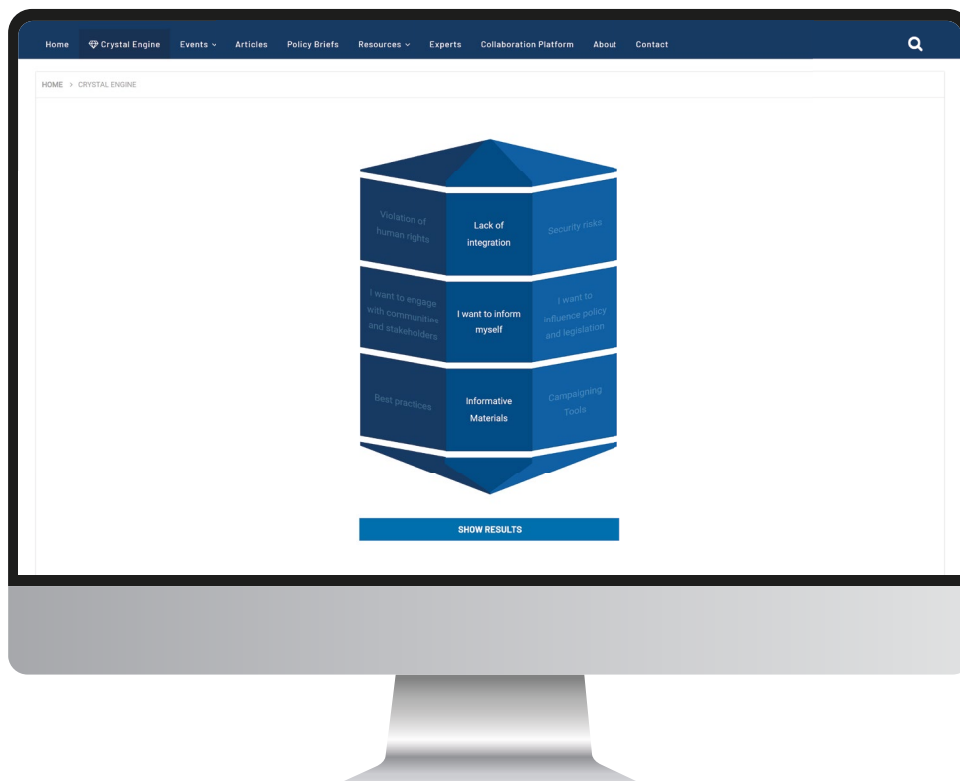 Home Crystal Engine Events Articles Policy Briefs Resources Experts Collaboration Platform About Contact
HOME > CRYSTAL ENGINE
Violation of
human rights
Lack of
integration
Security risks
I want to engage
with communities
and stakeholders
I want to inform
myself
I want to
influence policy
and legislation
Best practices
Informative
Materials
Campaigning
Tools
SHOW RESULTS